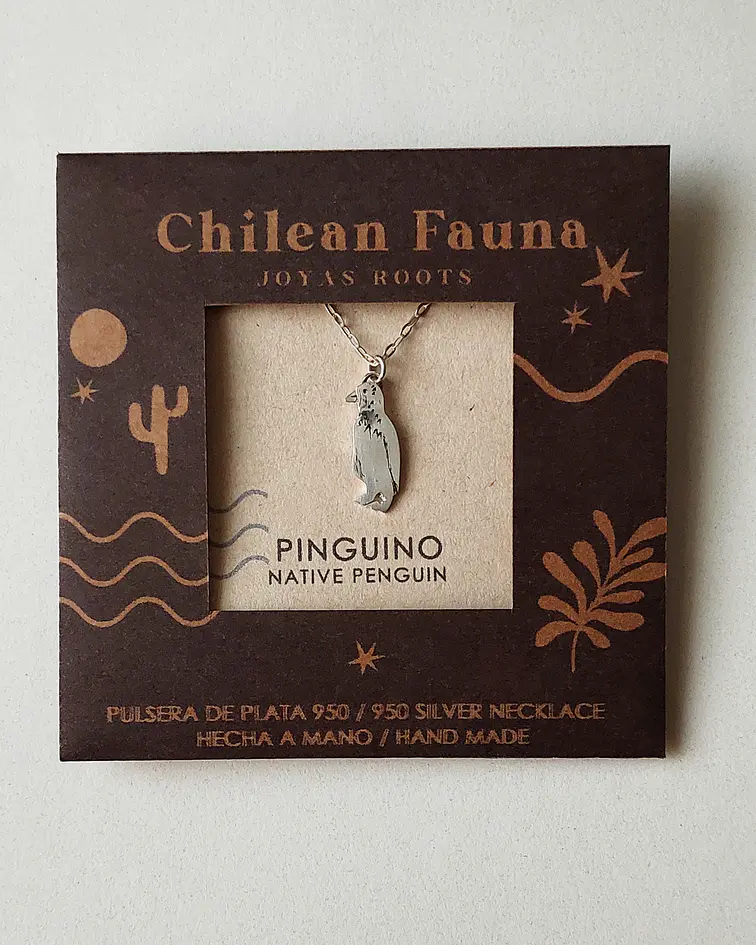 Chilean Fauna
JOYAS ROOTS
PINGUINO
NATIVE PENGUIN
PULSERA DE PLATA 950 / 950 SILVER NECKLACE
HECHA A MANO / HAND MADE